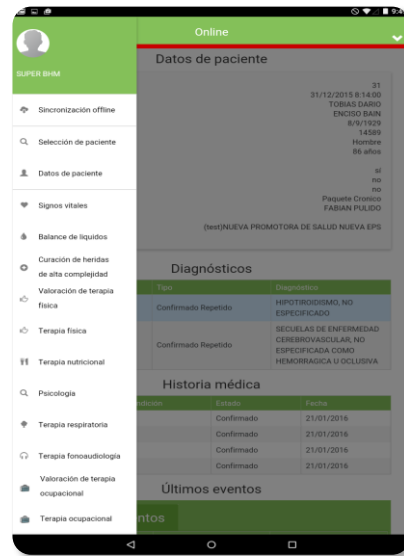 9:4
Online
SUPER BHM
Sincronización offline
Selección de paciente
Datos de paciente
Signos vitales
Balance de líquidos
Curación de heridas
de alta complejidad
Valoración de terapia
física
Terapia física
Terapia nutricional
Psicología
Terapia respiratoria
Terapia fonoaudiología
Valoración de terapia
ocupacional
Terapia ocupacional
Datos de paciente
31
31/12/2015 8:14:00
TOBIAS DARIO
ENCISO BAIN
8/9/1929
14589
Hombre
86 años
sí
no
no
Paquete Cronico
FABIAN PULIDO
(test)NUEVA PROMOTORA DE SALUD NUEVA EPS
Diagnósticos
Tipo Diagnóstico
Confirmado Repetido HIPOTIROIDISMO, NO
ESPECIFICADO
Confirmado Repetido SECUELAS DE ENFERMEDAD
CEREBROVASCULAR, NO
ESPECIFICADA COMO
HEMORRAGICA U OCLUSIVA
Historia médica
ndición Estado Fecha
Confirmado 21/01/2016
Confirmado 21/01/2016
Confirmado 21/01/2016
Confirmado 21/01/2016
Últimos eventos
ntos